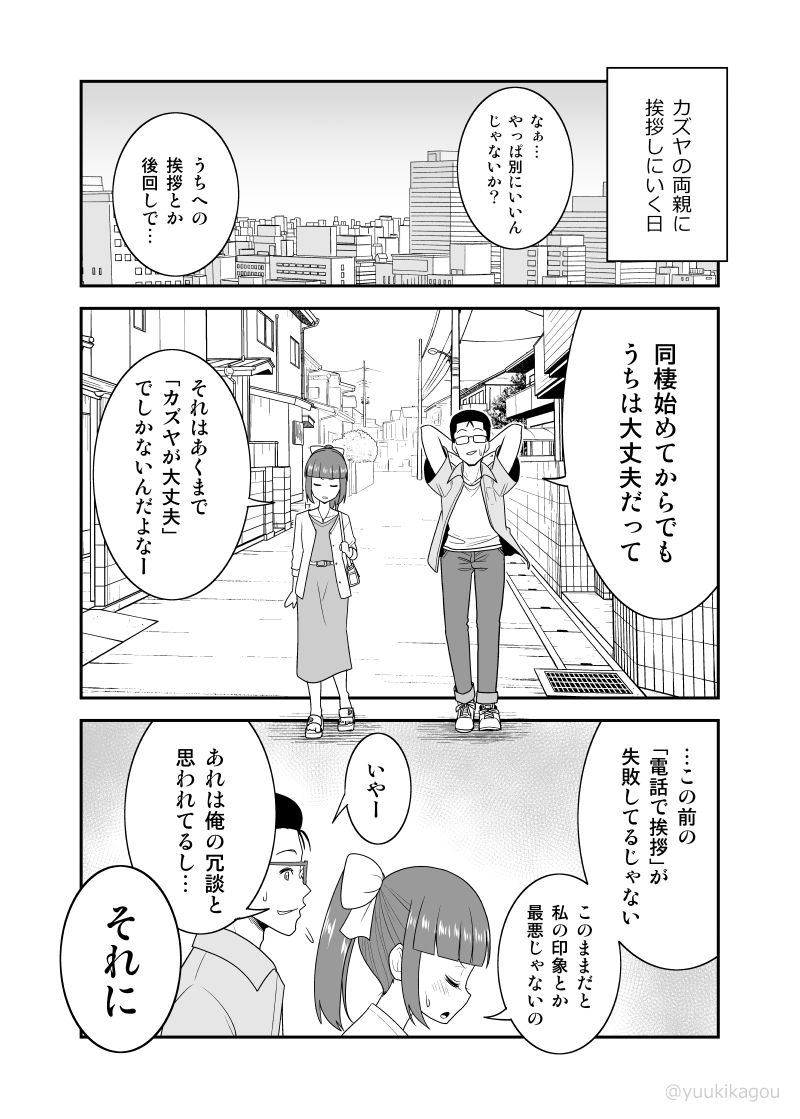 カズヤの両親に
挨拶しにいく日
なぁ…
やっぱ別にいいん
じゃないか？
うちへの
挨拶とか
後回しで…
同棲始めてからでも
うちは大丈夫だって
それはあくまで
「カズヤが大丈夫」
でしかないんだよなー
…この前の
「電話で挨拶」が
失敗してるじゃない
このままだと
私の印象とか
最悪じゃないの
いやー
あれは俺の冗談と
思われてるし…
それに
@yuukikagou